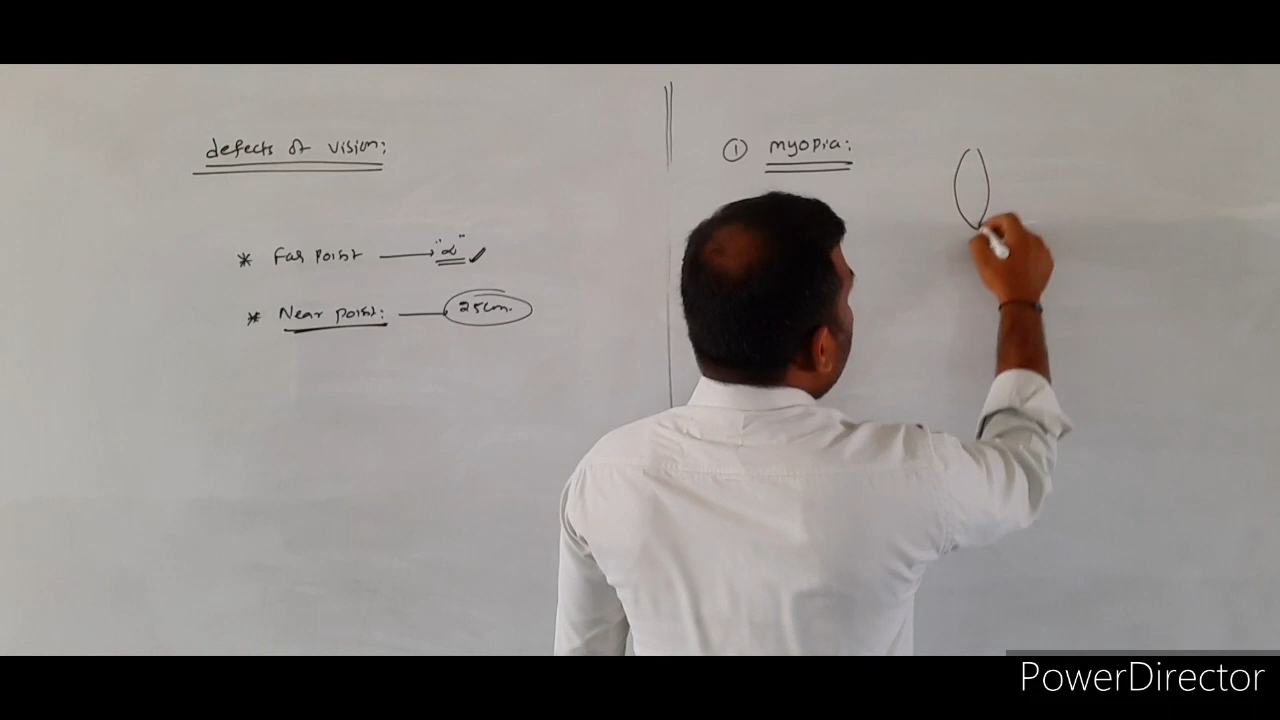 defects of vision:
* Far point → "α" ✓
* Near point: — 25cm.
① myopia:
PowerDirector